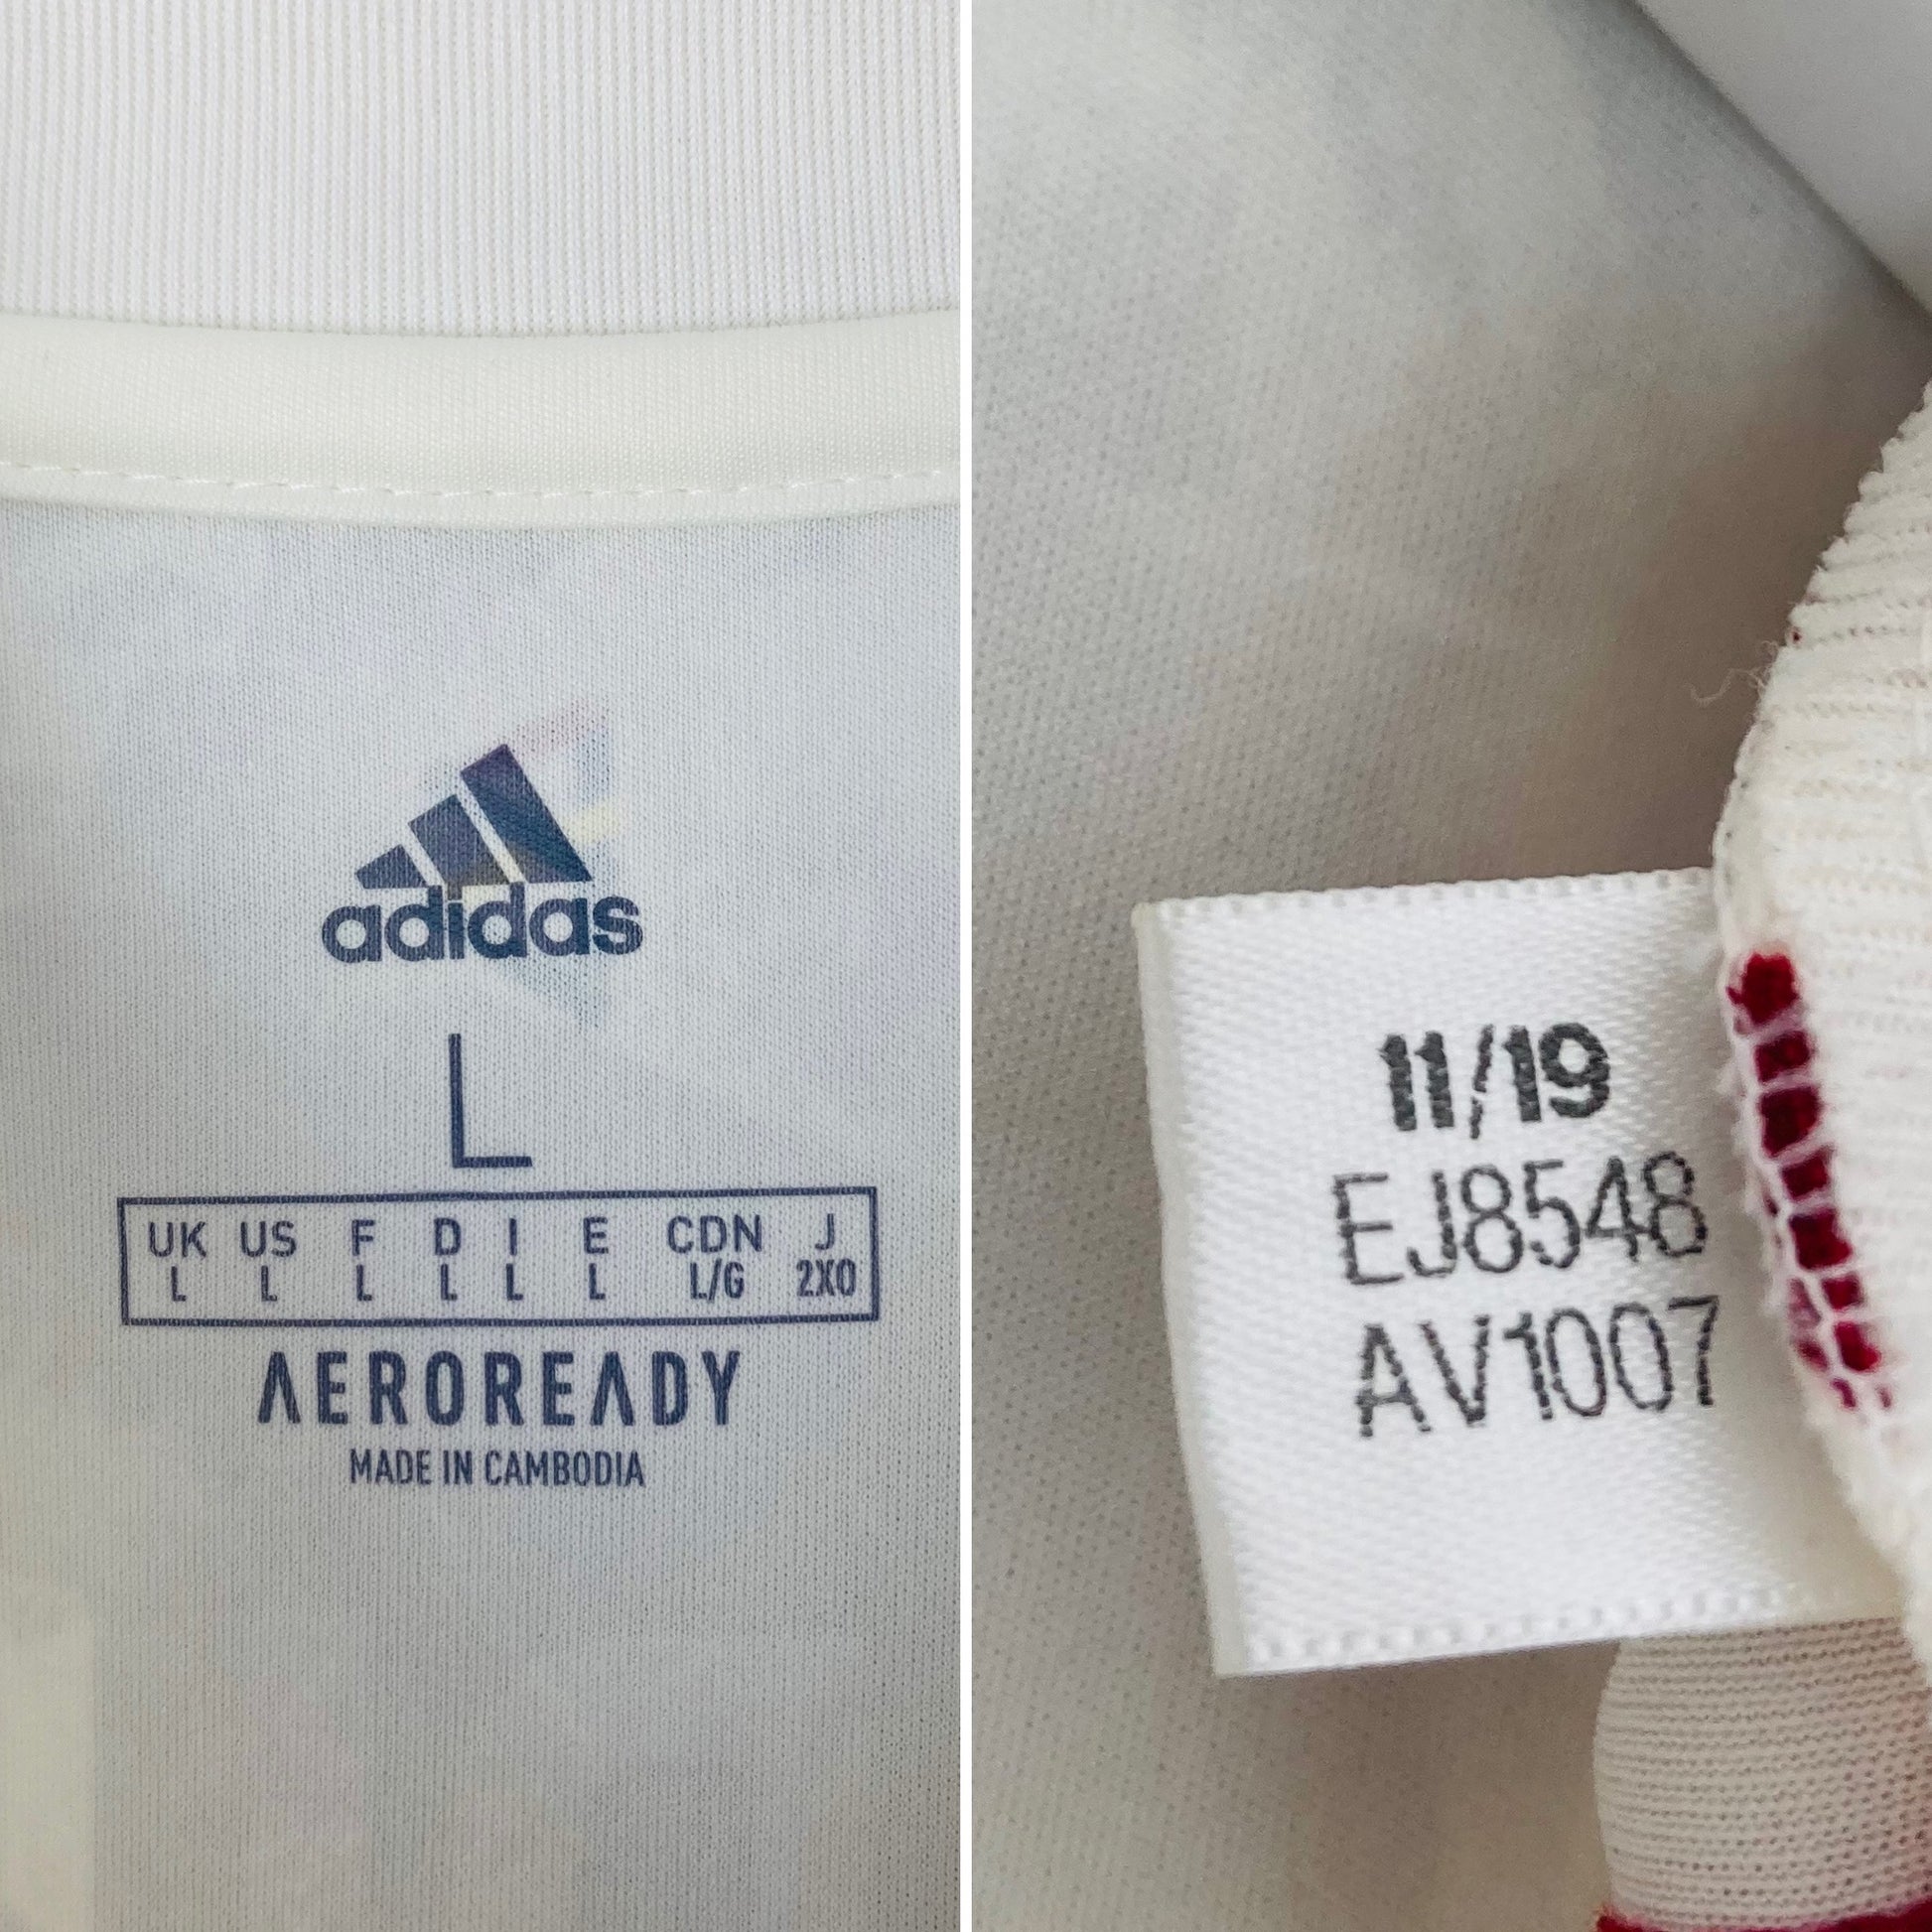 adidas
L
UK US F D I E CDN J
L L L L L L L/G 2XO
AEROREADY
MADE IN CAMBODIA
11/19
EJ8548
AV1007